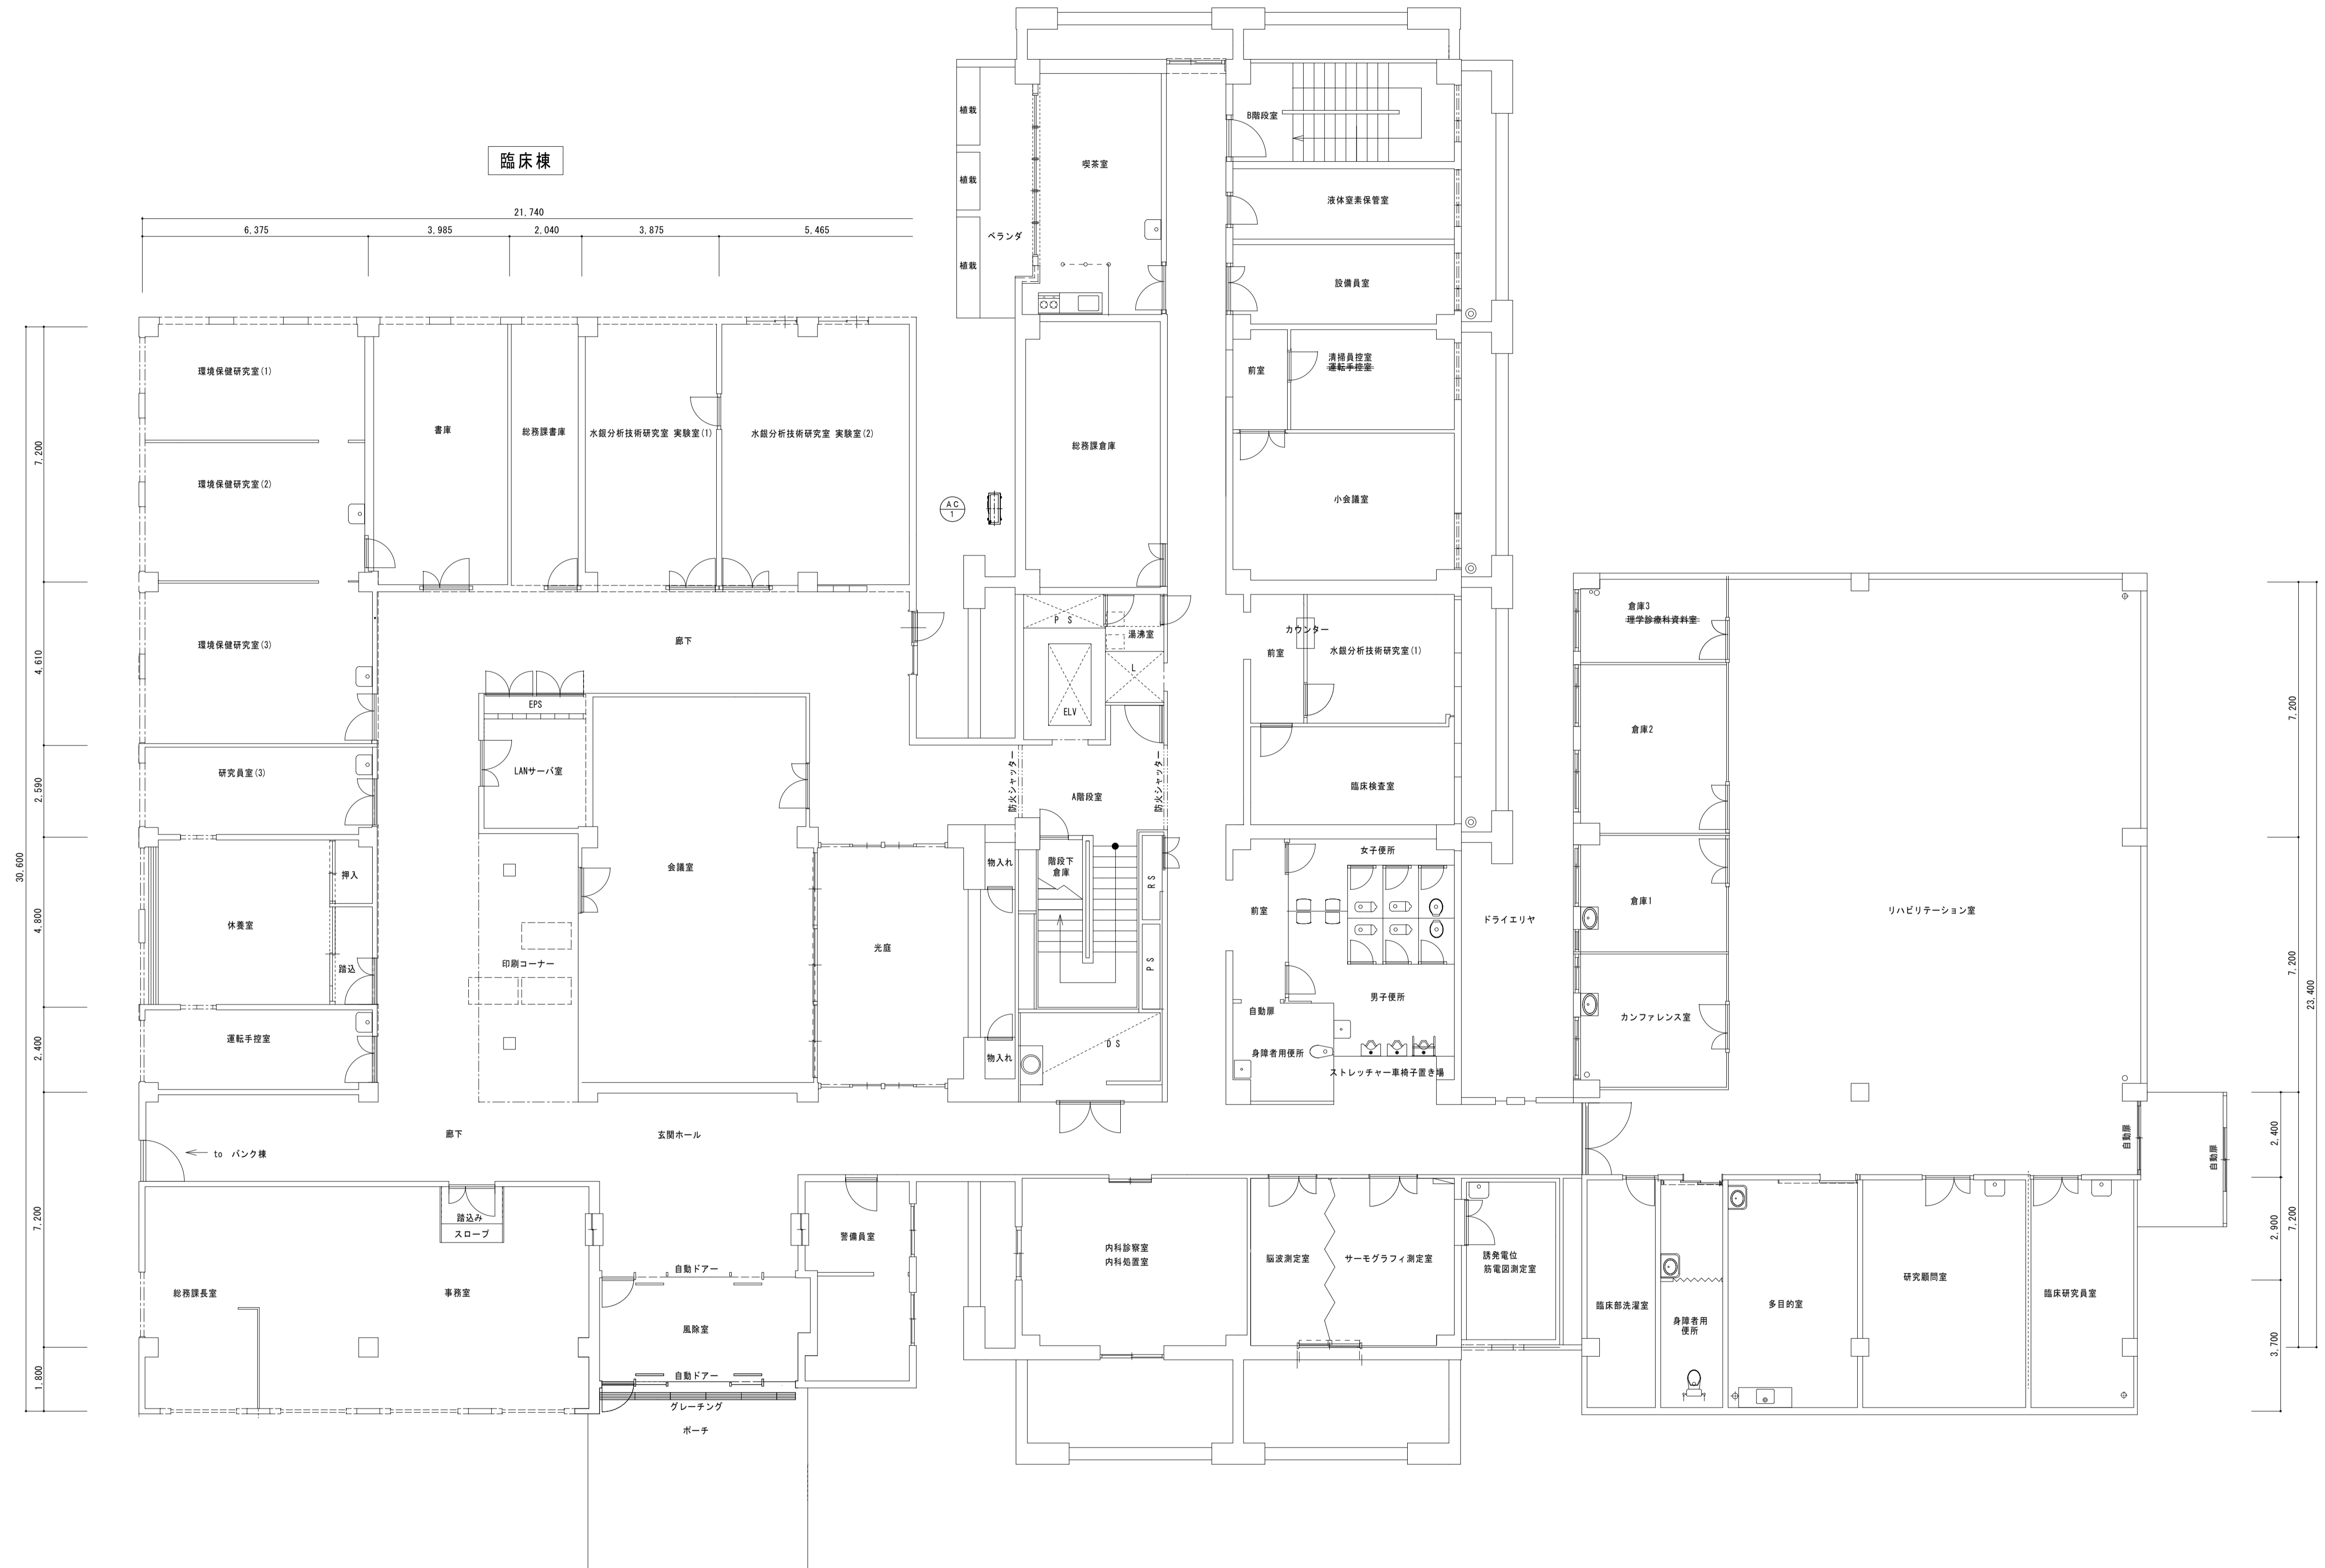 臨床棟
21,740
6,375
3,985
2,040
3,875
5,465
植栽
植栽
植栽
ベランダ
喫茶室
B階段室
液体窒素保管室
設備員室
前室
清掃員控室
運転手控室
小会議室
総務課倉庫
AC
1
環境保健研究室(1)
環境保健研究室(2)
環境保健研究室(3)
書庫
総務課書庫
水銀分析技術研究室 実験室(1)
水銀分析技術研究室 実験室(2)
廊下
EPS
LANサーバ室
研究員室(3)
押入
休養室
踏込
運転手控室
印刷コーナー
会議室
光庭
物入れ
物入れ
P S
湯沸室
L
ELV
防火シャッター
防火シャッター
A階段室
階段下
倉庫
RS
PS
DS
前室
カウンター
水銀分析技術研究室(1)
臨床検査室
女子便所
前室
男子便所
自動扉
身障者用便所
ストレッチャー車椅子置き場
ドライエリヤ
倉庫3
理学診療科資料室
倉庫2
倉庫1
カンファレンス室
リハビリテーション室
自動扉
自動扉
廊下
玄関ホール
to バンク棟
踏込み
スロープ
総務課長室
事務室
自動ドアー
風除室
自動ドアー
グレーチング
ポーチ
警備員室
内科診察室
内科処置室
脳波測定室
サーモグラフィ測定室
誘発電位
筋電図測定室
臨床部洗濯室
身障者用
便所
多目的室
研究顧問室
臨床研究員室
30,600
7,200
4,610
2,590
4,800
2,400
7,200
1,800
7,200
7,200
23,400
2,400
2,900
7,200
3,700